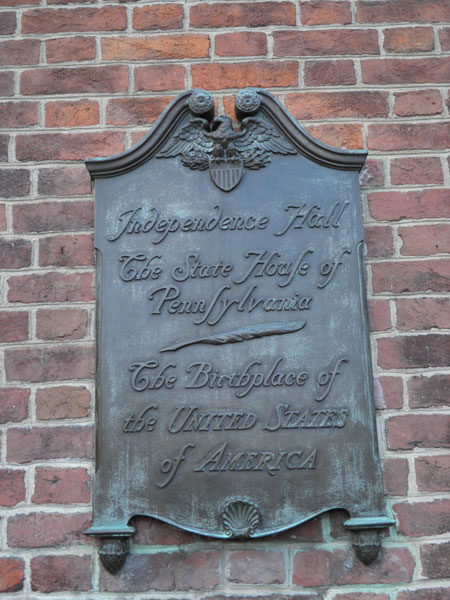 Independence Hall
The State House of
Pennsylvania
The Birthplace of
the UNITED STATES
of AMERICA